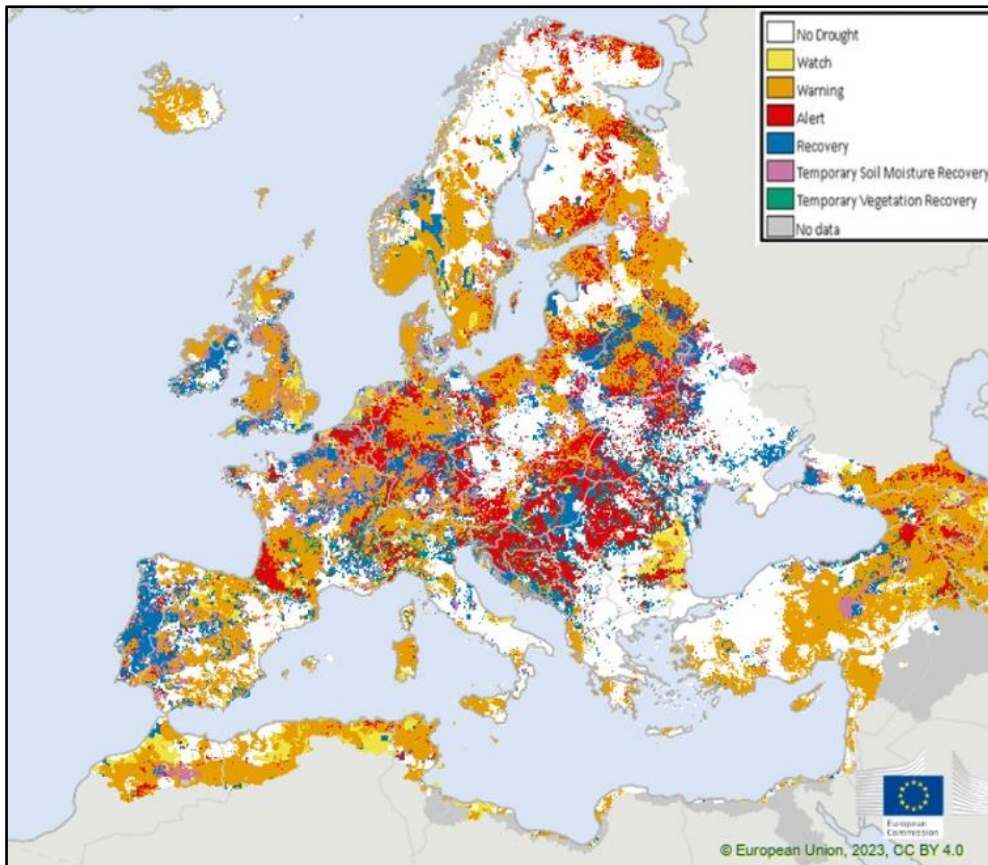 No Drought
Watch
Warning
Alert
Recovery
Temporary Soil Moisture Recovery
Temporary Vegetation Recovery
No data
European
Commission
© European Union, 2023, CC BY 4.0